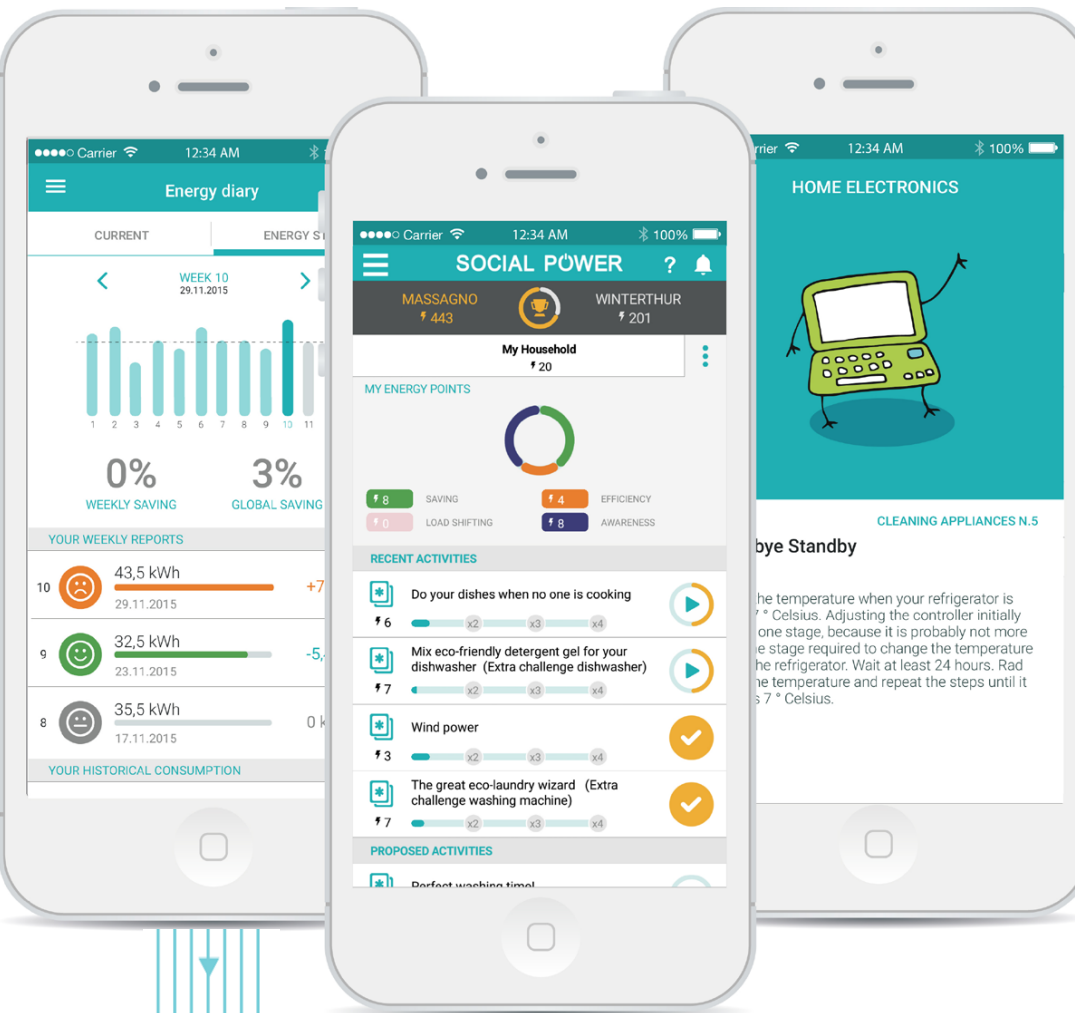 Carrier 12:34 AM
Energy diary
CURRENT ENERGY ST
WEEK 10
29.11.2015
1 2 3 4 5 6 7 8 9 10 11
0% 3%
WEEKLY SAVING GLOBAL SAVING
YOUR WEEKLY REPORTS
10 43,5 kWh +7
29.11.2015
9 32,5 kWh -5,
23.11.2015
8 35,5 kWh 0 k
17.11.2015
YOUR HISTORICAL CONSUMPTION
Carrier 12:34 AM 100%
SOCIAL POWER ?
MASSAGNO WINTERTHUR
443 201
My Household
20
MY ENERGY POINTS
8 SAVING 4 EFFICIENCY
0 LOAD SHIFTING 8 AWARENESS
RECENT ACTIVITIES
Do your dishes when no one is cooking
6 x2 x3 x4
Mix eco-friendly detergent gel for your
dishwasher (Extra challenge dishwasher)
7 x2 x3 x4
Wind power
3 x2 x3 x4
The great eco-laundry wizard (Extra
challenge washing machine)
7 x2 x3 x4
PROPOSED ACTIVITIES
Perfect washing time!
rrier 12:34 AM 100%
HOME ELECTRONICS
CLEANING APPLIANCES N.5
bye Standby
he temperature when your refrigerator is
7 ° Celsius. Adjusting the controller initially
one stage, because it is probably not more
e stage required to change the temperature
he refrigerator. Wait at least 24 hours. Rad
he temperature and repeat the steps until it
s 7 ° Celsius.